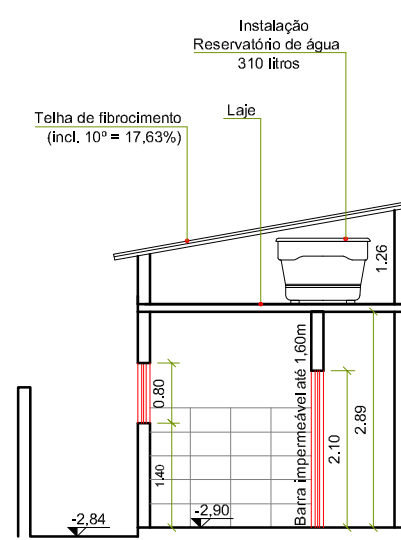 Instalação
Reservatório de água
310 litros
Telha de fibrocimento
(incl. 10º = 17,63%)
Laje
1.26
0.80
Barra impermeável até 1,60m
2.89
2.10
1.40
-2,84
-2,90